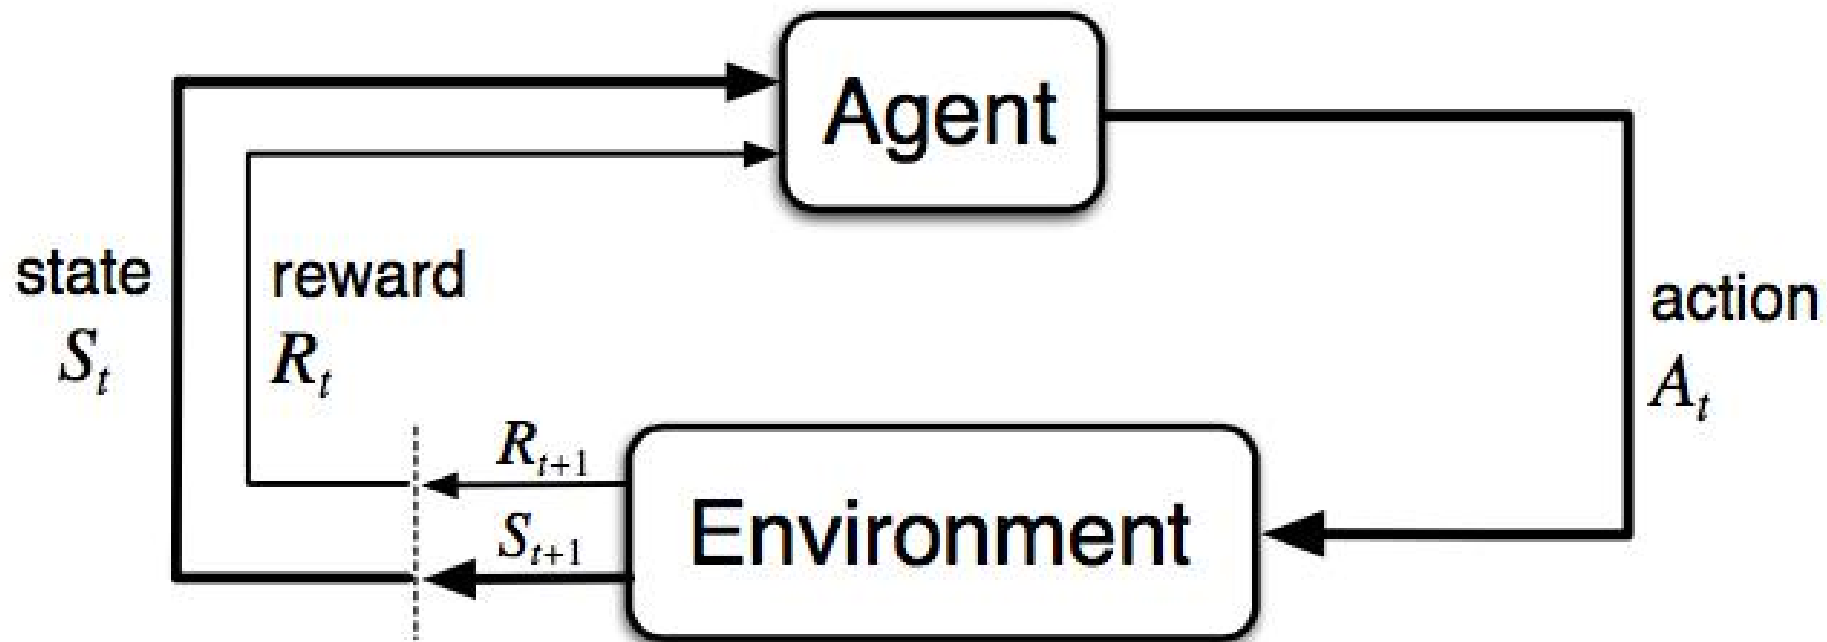 Agent
state
S_t
reward
R_t
action
A_t
R_{t+1}
S_{t+1}
Environment